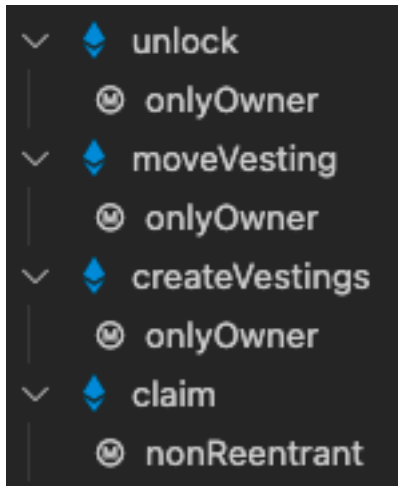 unlock
onlyOwner
moveVesting
onlyOwner
createVestings
onlyOwner
claim
nonReentrant